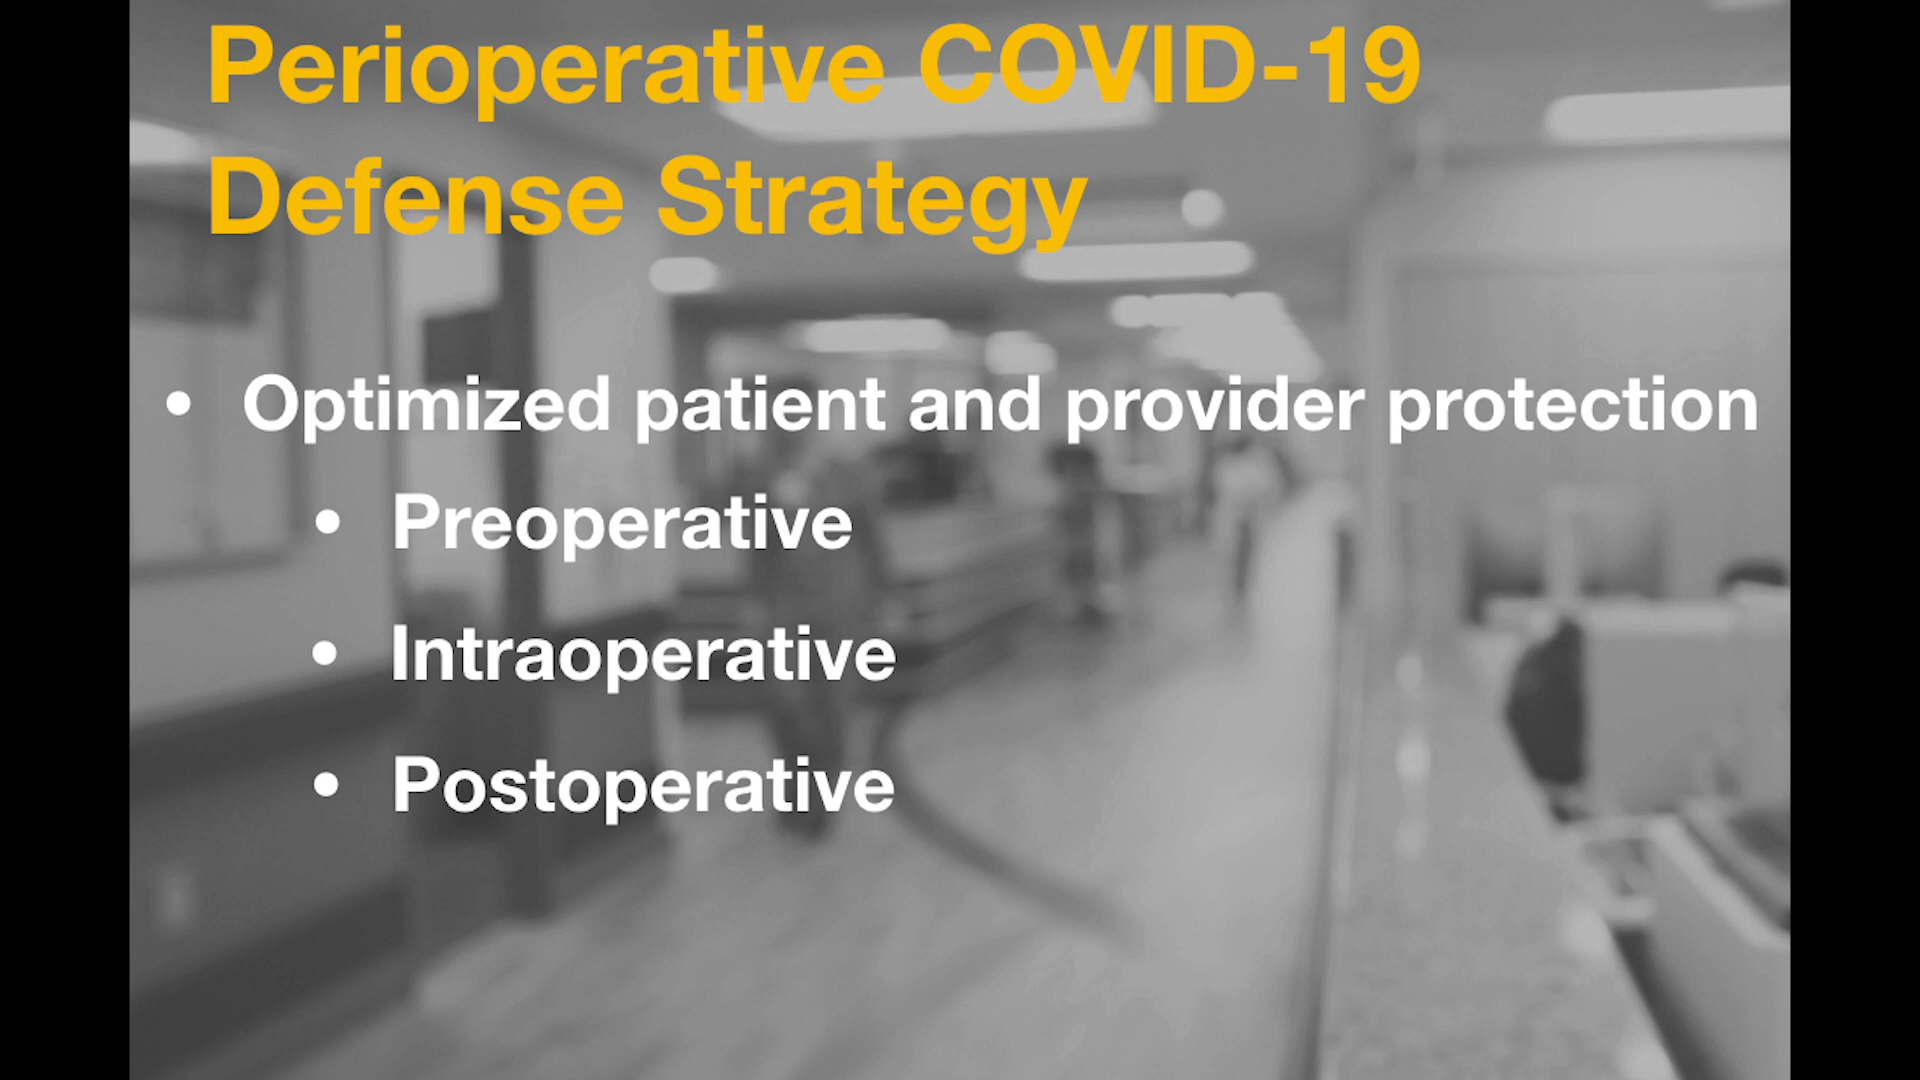 Perioperative COVID-19
Defense Strategy
• Optimized patient and provider protection
• Preoperative
• Intraoperative
• Postoperative